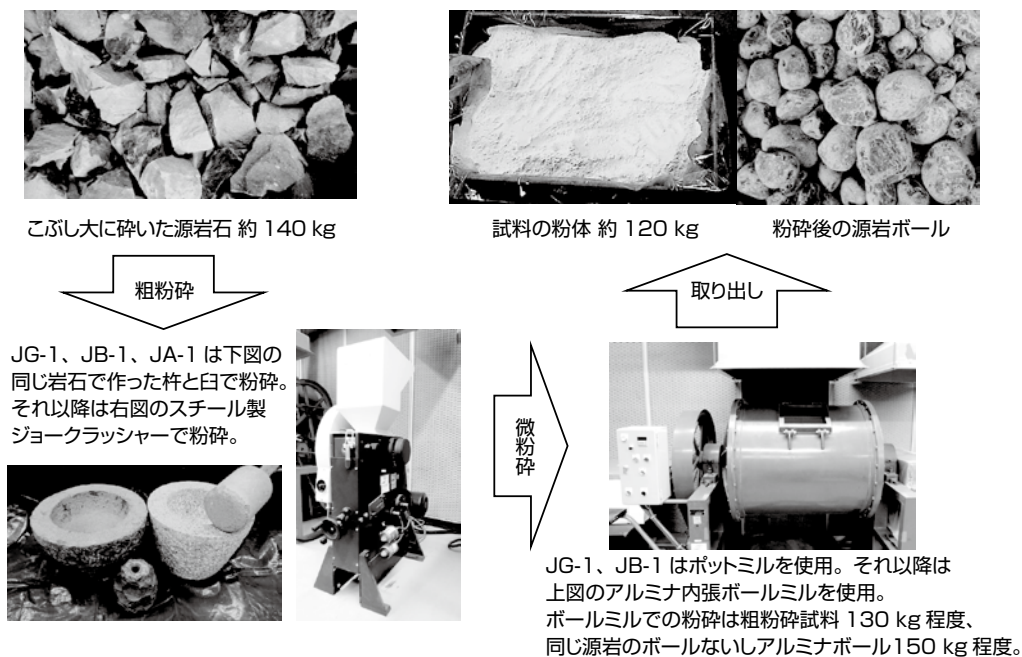 こぶし大に砕いた源岩石 約 140 kg
粗粉砕
JG-1、JB-1、JA-1 は下図の
同じ岩石で作った杵と臼で粉砕。
それ以降は右図のスチール製
ジョークラッシャーで粉砕。
微粉砕
JG-1、JB-1 はポットミルを使用。それ以降は
上図のアルミナ内張ボールミルを使用。
ボールミルでの粉砕は粗粉砕試料 130 kg 程度、
同じ源岩のボールないしアルミナボール150 kg 程度。
取り出し
試料の粉体 約 120 kg
粉砕後の源岩ボール